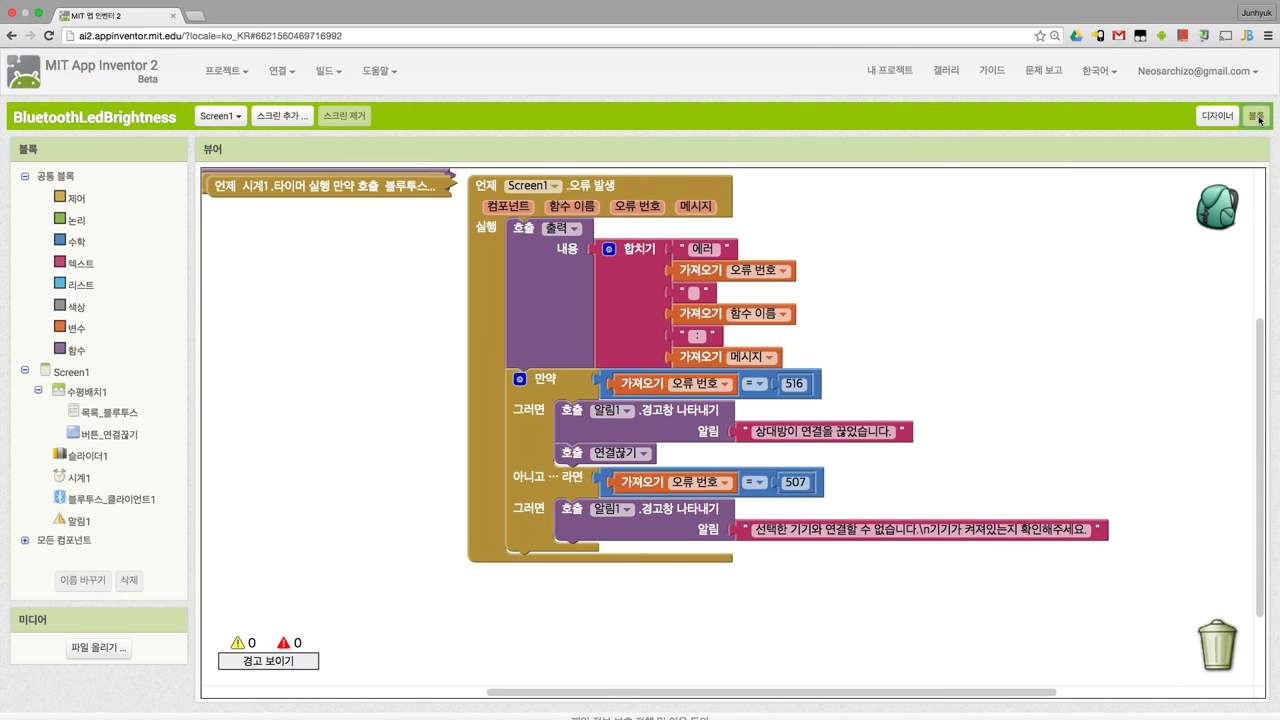 MIT 앱 인벤터 2
Junhyuk
ai2.appinventor.mit.edu/?locale=ko_KR#6621560469716992
MIT App Inventor 2
Beta
프로젝트 연결 빌드 도움말
내 프로젝트 갤러리 가이드 문제 보고 한국어 Neosarchizo@gmail.com
BluetoothLedBrightness Screen1 스크린 추가 ... 스크린 제거 디자이너
블록
뷰어
공통 블록
제어
논리
수학
텍스트
리스트
색상
변수
함수
Screen1
수평배치1
목록_블루투스
버튼_연결끊기
슬라이더1
시계1
블루투스_클라이언트1
알림1
모든 컴포넌트
이름 바꾸기 삭제
미디어
파일 올리기 ...
언제 시계1 .타이머 실행 만약 호출 블루투스...
언제 Screen1 .오류 발생
컴포넌트 함수 이름 오류 번호 메시지
실행 호출 출력
내용 합치기 " 에러 "
가져오기 오류 번호
" "
가져오기 함수 이름
" : "
가져오기 메시지
만약 가져오기 오류 번호 = 516
그러면 호출 알림1 .경고창 나타내기
알림 " 상대방이 연결을 끊었습니다. "
호출 연결끊기
아니고 ... 라면 가져오기 오류 번호 = 507
그러면 호출 알림1 .경고창 나타내기
알림 " 선택한 기기와 연결할 수 없습니다.\n기기가 켜져있는지 확인해주세요. "
0 0
경고 보이기